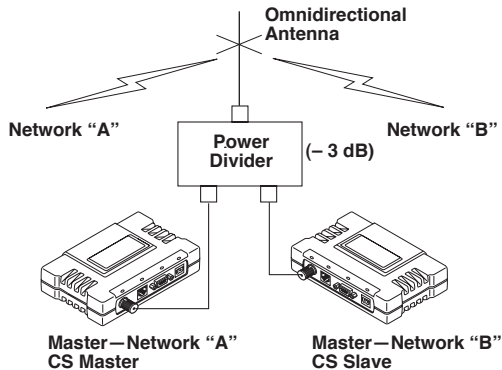 Omnidirectional
Antenna
Network “A”
Network “B”
Power
Divider
(– 3 dB)
Master—Network “A”
CS Master
Master—Network “B”
CS Slave